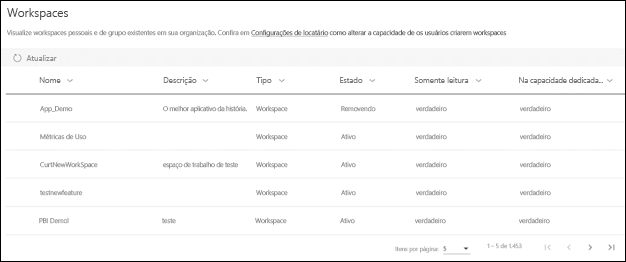 Workspaces
Visualize workspaces pessoais e de grupo existentes em sua organização. Confira em Configurações de locatário como alterar a capacidade de os usuários criarem workspaces
Atualizar
Nome Descrição Tipo Estado Somente leitura Na capacidade dedicada...
App_Demo O melhor aplicativo da história. Workspace Removendo verdadeiro verdadeiro
Métricas de Uso Workspace Ativo verdadeiro verdadeiro
CurtNewWorkSpace espaço de trabalho de teste Workspace Ativo verdadeiro verdadeiro
testnewfeature Workspace Ativo verdadeiro verdadeiro
PBI Demo! teste Workspace Ativo verdadeiro verdadeiro
Itens por página: 5 1 – 5 de 1.453